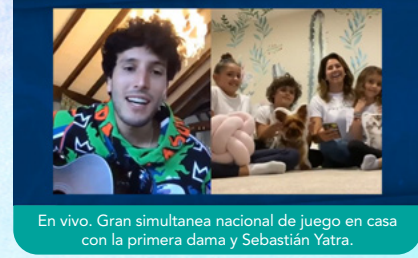 En vivo. Gran simultanea nacional de juego en casa
con la primera dama y Sebastián Yatra.